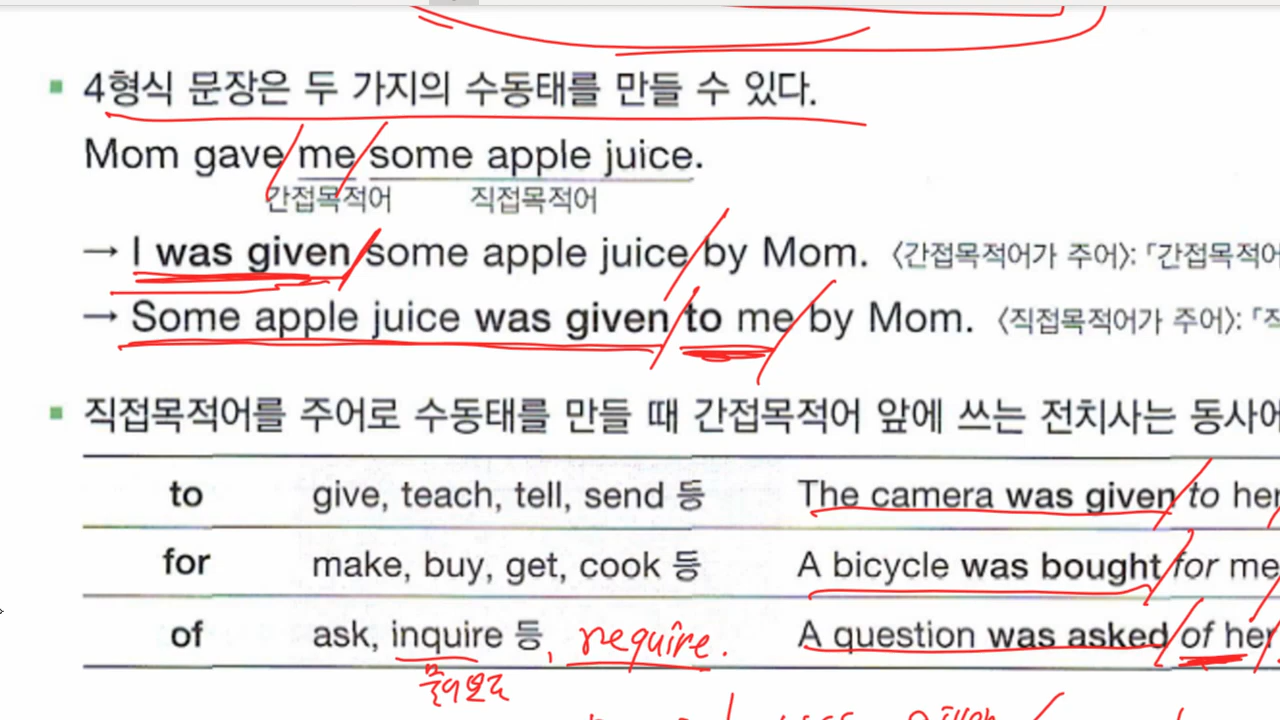 4형식 문장은 두 가지의 수동태를 만들 수 있다.
Mom gave me some apple juice.
간접목적어 직접목적어
→ I was given some apple juice by Mom. 〈간접목적어가 주어〉: 「간접목적어
→ Some apple juice was given to me by Mom. 〈직접목적어가 주어〉: 「직
직접목적어를 주어로 수동태를 만들 때 간접목적어 앞에 쓰는 전치사는 동사에
to give, teach, tell, send 등 The camera was given to her
for make, buy, get, cook 등 A bicycle was bought for me
of ask, inquire 등, require. A question was asked of her